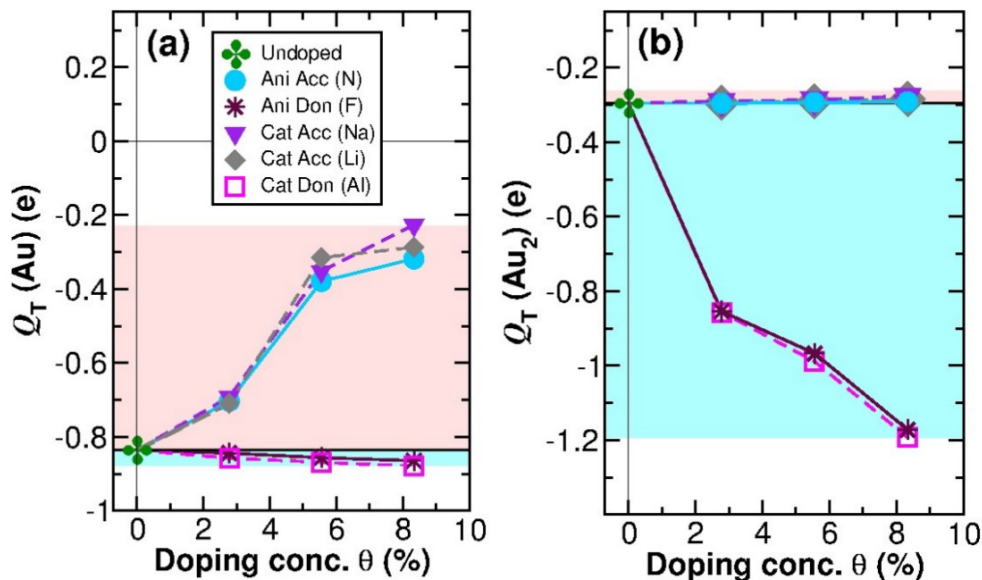 (a)
Undoped
Ani Acc (N)
Ani Don (F)
Cat Acc (Na)
Cat Acc (Li)
Cat Don (Al)
0.2
0
-0.2
-0.4
-0.6
-0.8
-1
Q_T (Au) (e)
0 2 4 6 8 10
Doping conc. θ (%)
(b)
-0.2
-0.4
-0.6
-0.8
-1
-1.2
Q_T (Au₂) (e)
0 2 4 6 8 10
Doping conc. θ (%)